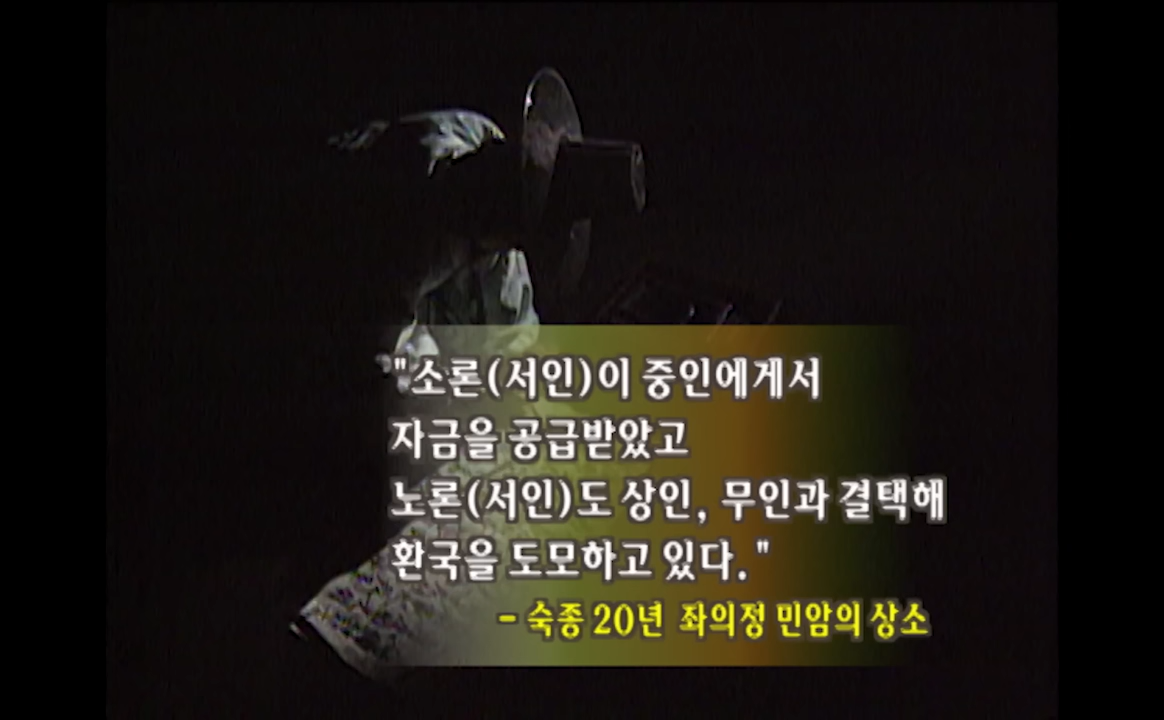 "소론(서인)이 중인에게서
자금을 공급받았고
노론(서인)도 상인, 무인과 결택해
환국을 도모하고 있다."
- 숙종 20년 좌의정 민암의 상소